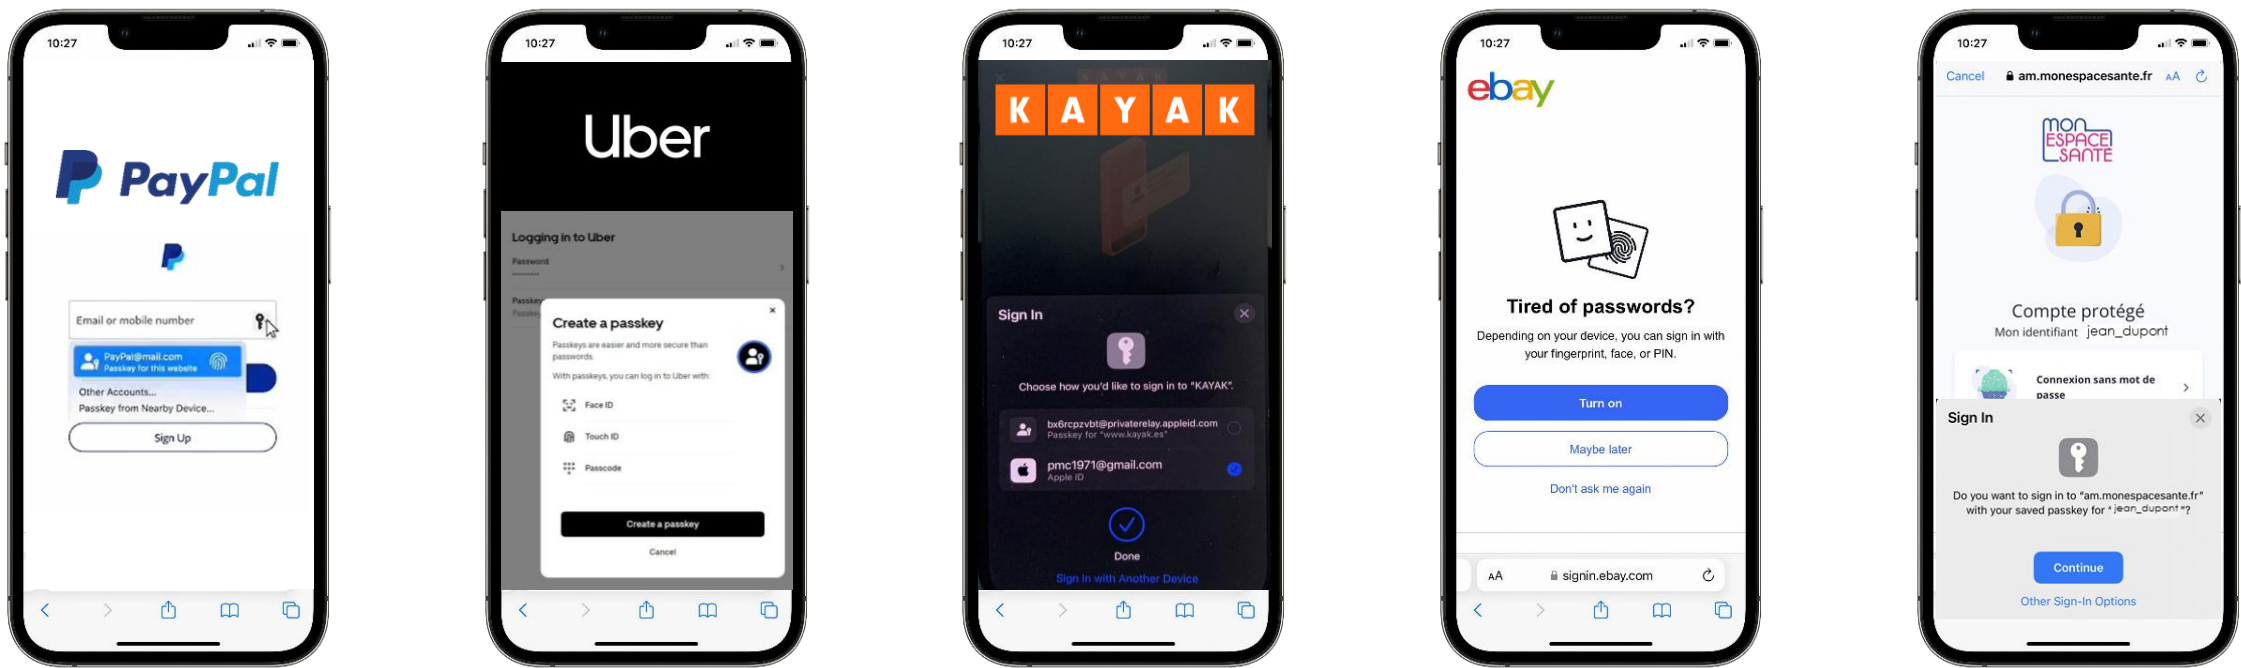 10:27
PayPal
Email or mobile number
PayPal@mail.com
Passkey for this website
Other Accounts...
Passkey from Nearby Device...
Sign Up
10:27
Uber
Logging in to Uber
Password
Passkey
Passkey
Create a passkey
Passkeys are easier and more secure than
passwords.
With passkeys, you can log in to Uber with:
Face ID
Touch ID
Passcode
Create a passkey
Cancel
10:27
KAYAK
KAYAK
Sign In
Choose how you'd like to sign in to "KAYAK".
bx6rcpzvbt@privaterelay.appleid.com
Passkey for "www.kayak.es"
pmc1971@gmail.com
Apple ID
Done
Sign In with Another Device
10:27
ebay
Tired of passwords?
Depending on your device, you can sign in with
your fingerprint, face, or PIN.
Turn on
Maybe later
Don't ask me again
AA signin.ebay.com
10:27
Cancel am.monespacesante.fr AA
MON
ESPACE
SANTÉ
Compte protégé
Mon identifiant jean_dupont
Connexion sans mot de
passe
Sign In
Do you want to sign in to "am.monespacesante.fr"
with your saved passkey for "jean_dupont"?
Continue
Other Sign-In Options